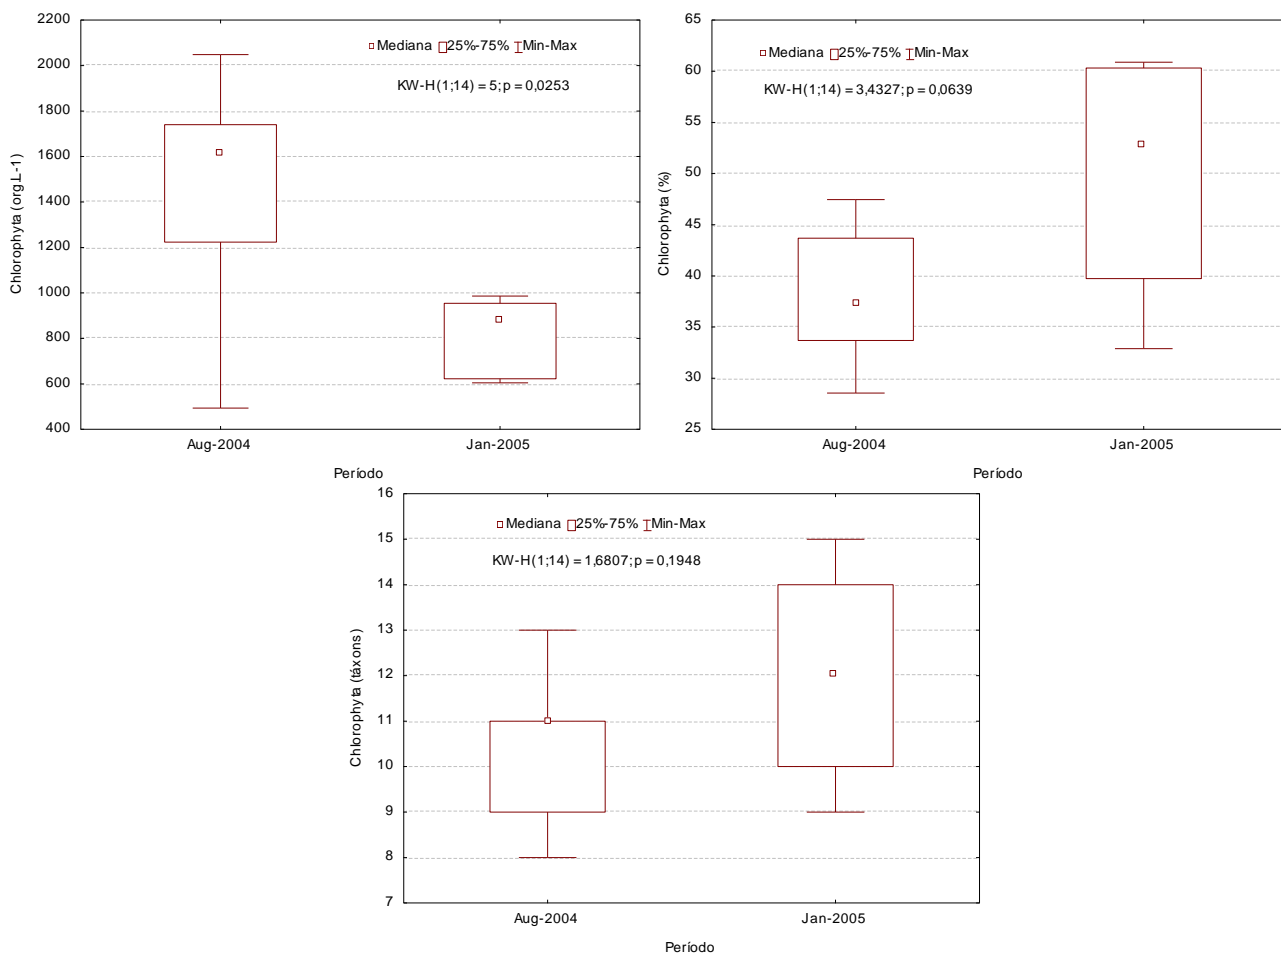 2200
2000
1800
1600
1400
1200
1000
800
600
400
Chlorophyta (org.L-1)
Mediana 25%-75% Min-Max
KW-H(1;14) = 5; p = 0,0253
Aug-2004 Jan-2005
Período
65
60
55
50
45
40
35
30
25
Chlorophyta (%)
Mediana 25%-75% Min-Max
KW-H(1;14) = 3,4327; p = 0,0639
Aug-2004 Jan-2005
Período
16
15
14
13
12
11
10
9
8
7
Chlorophyta (táxons)
Mediana 25%-75% Min-Max
KW-H(1;14) = 1,6807; p = 0,1948
Aug-2004 Jan-2005
Período